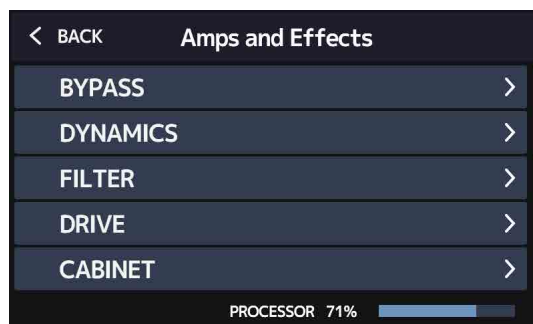 BACK Amps and Effects
BYPASS
DYNAMICS
FILTER
DRIVE
CABINET
PROCESSOR 71%